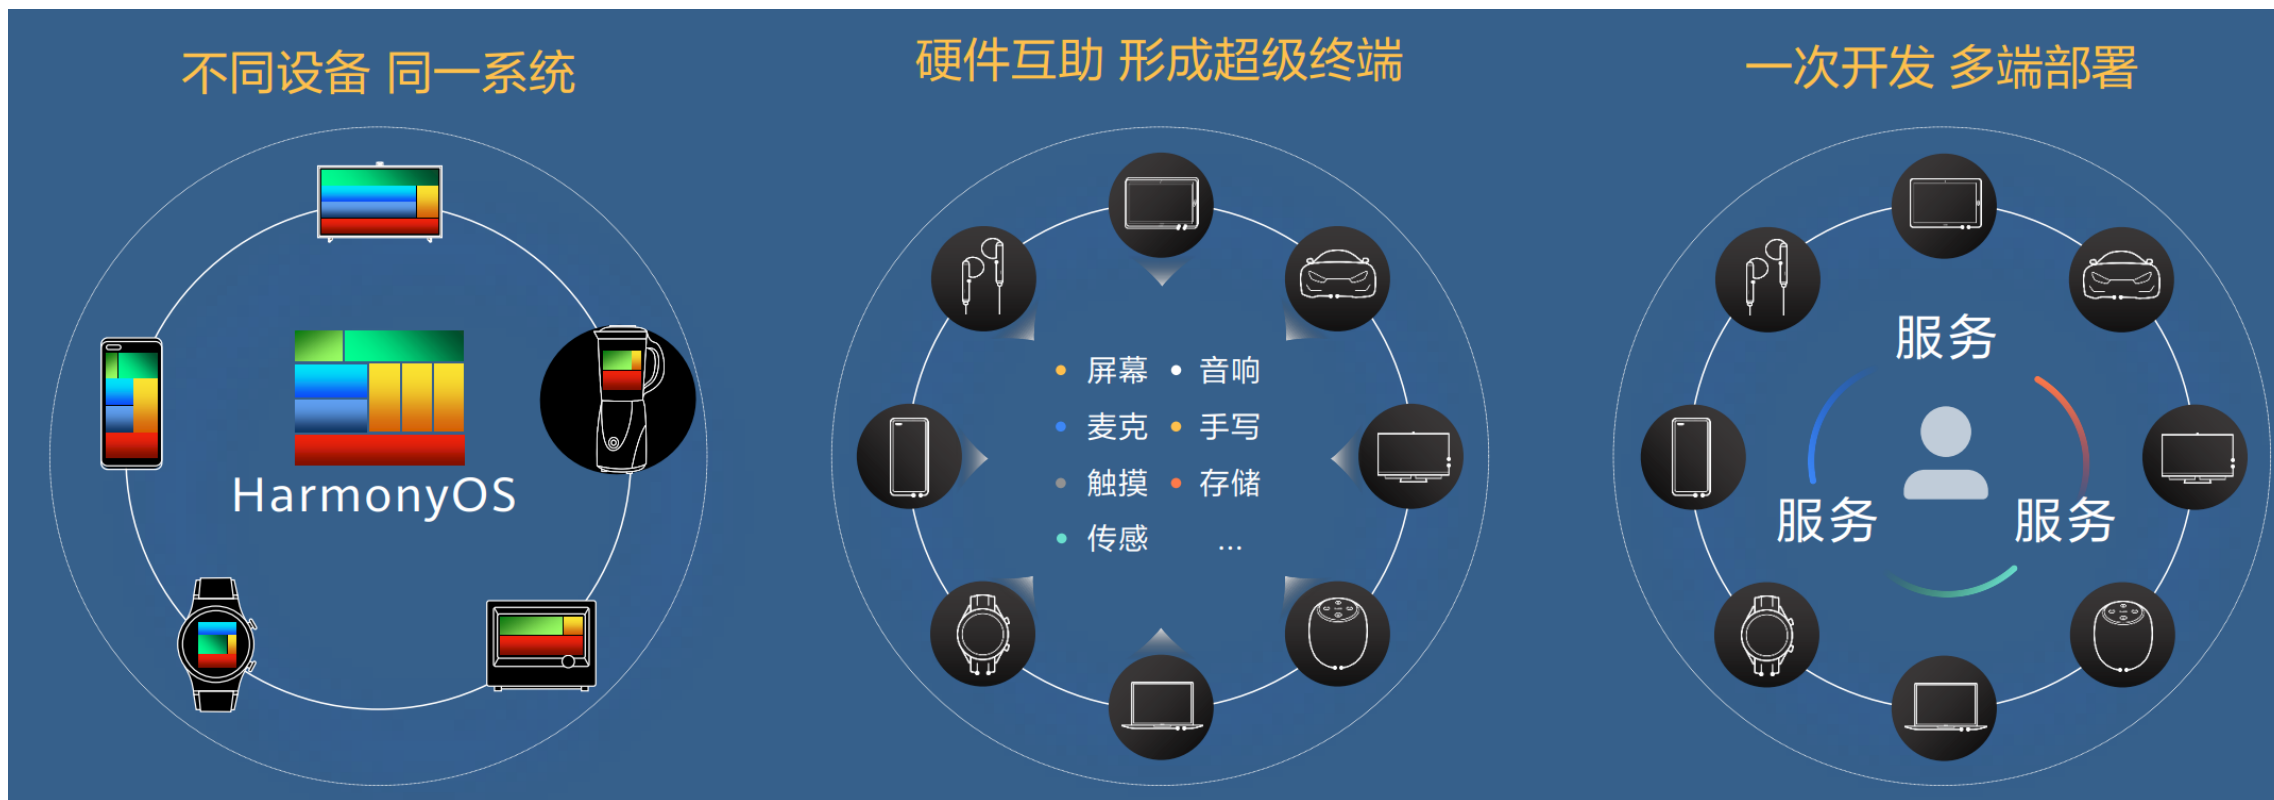 不同设备 同一系统
HarmonyOS
硬件互助 形成超级终端
屏幕 音响
麦克 手写
触摸 存储
传感 ...
一次开发 多端部署
服务
服务 服务